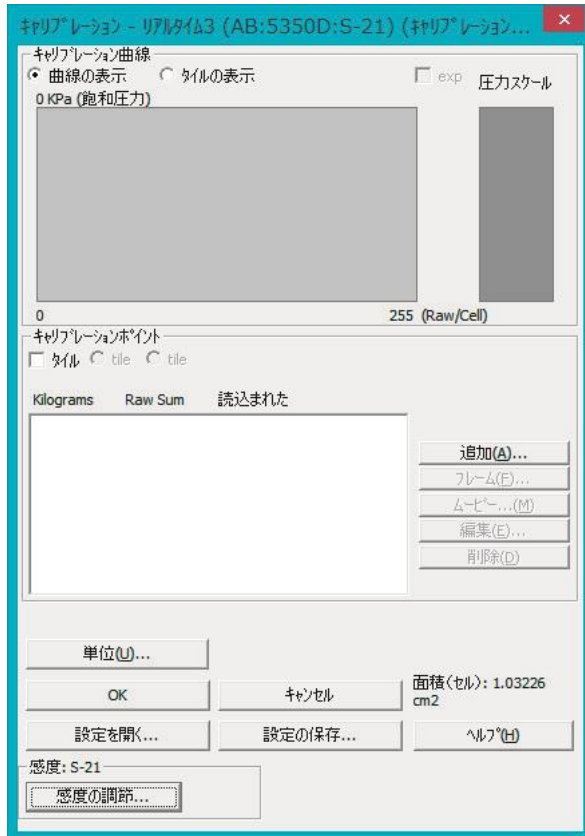 キャリブレーション - リアルタイム3 (AB:5350D:S-21) (キャリブレーション...
キャリブレーション曲線
曲線の表示 タイルの表示 exp 圧力スケール
0 KPa (飽和圧力)
0 255 (Raw/Cell)
キャリブレーションポイント
タイル tile tile
Kilograms Raw Sum 読込まれた
追加(A)...
フレーム(F)...
ムービー...(M)
編集(E)...
削除(D)
単位(U)...
OK キャンセル 面積(セル): 1.03226
cm2
設定を開く... 設定の保存... ヘルプ(H)
感度: S-21
感度の調節...